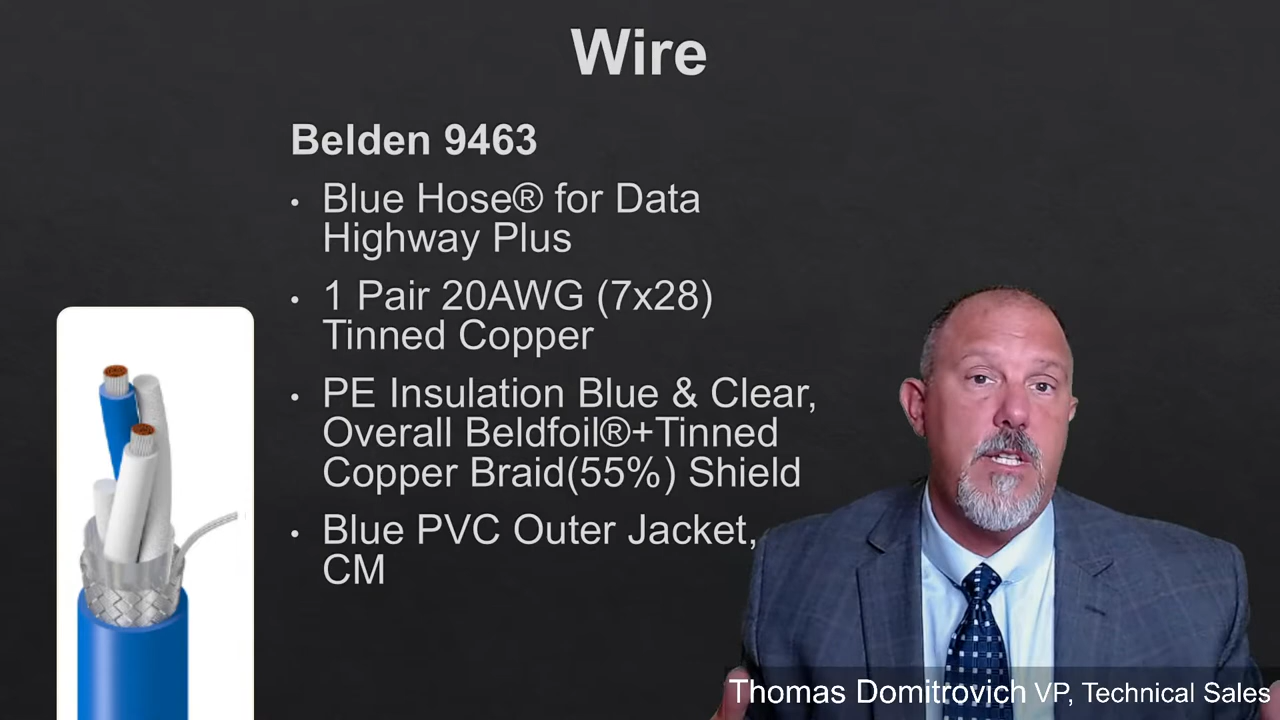 Wire
Belden 9463
• Blue Hose® for Data
Highway Plus
• 1 Pair 20AWG (7x28)
Tinned Copper
• PE Insulation Blue & Clear,
Overall Beldfoil®+Tinned
Copper Braid(55%) Shield
• Blue PVC Outer Jacket,
CM
Thomas Domitrovich VP, Technical Sales